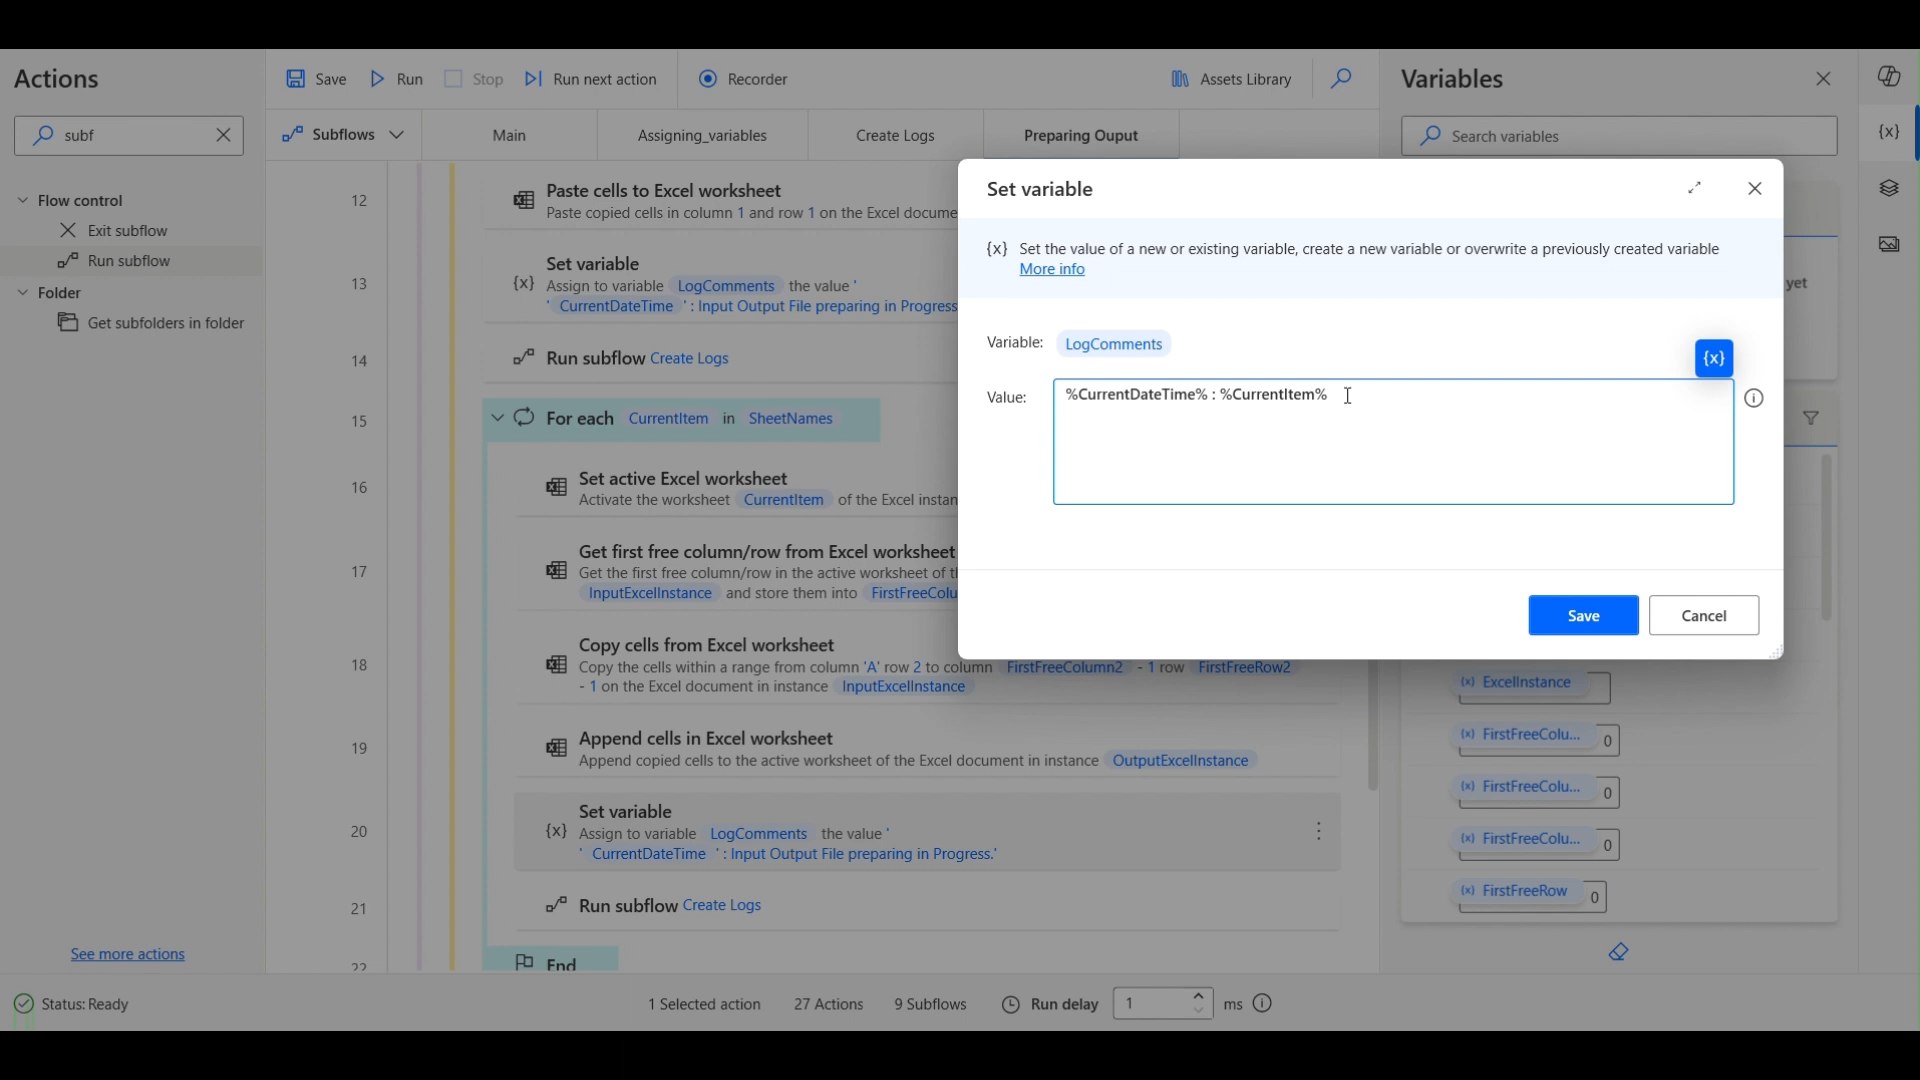 Actions
subf
Flow control
Exit subflow
Run subflow
Folder
Get subfolders in folder
See more actions
Save
Run
Stop
Run next action
Recorder
Assets Library
Subflows
Main
Assigning_variables
Create Logs
Preparing Ouput
12
Paste cells to Excel worksheet
Paste copied cells in column 1 and row 1 on the Excel docume
13
Set variable
Assign to variable LogComments the value '
' CurrentDateTime ' : Input Output File preparing in Progress
14
Run subflow Create Logs
15
For each CurrentItem in SheetNames
16
Set active Excel worksheet
Activate the worksheet CurrentItem of the Excel instan
17
Get first free column/row from Excel worksheet
Get the first free column/row in the active worksheet of t
InputExcelInstance and store them into FirstFreeColu
18
Copy cells from Excel worksheet
Copy the cells within a range from column 'A' row 2 to column FirstFreeColumn2 - 1 row FirstFreeRow2
- 1 on the Excel document in instance InputExcelInstance
19
Append cells in Excel worksheet
Append copied cells to the active worksheet of the Excel document in instance OutputExcelInstance
20
Set variable
{x} Assign to variable LogComments the value '
' CurrentDateTime ' : Input Output File preparing in Progress.'
21
Run subflow Create Logs
22
End
Set variable
{x} Set the value of a new or existing variable, create a new variable or overwrite a previously created variable
More info
Variable: LogComments
{x}
Value: %CurrentDateTime% : %CurrentItem%
Save
Cancel
Variables
Search variables
{x}
yet
(x) ExcelInstance
(x) FirstFreeColu... 0
(x) FirstFreeColu... 0
(x) FirstFreeColu... 0
(x) FirstFreeRow 0
Status: Ready
1 Selected action
27 Actions
9 Subflows
Run delay
1
ms